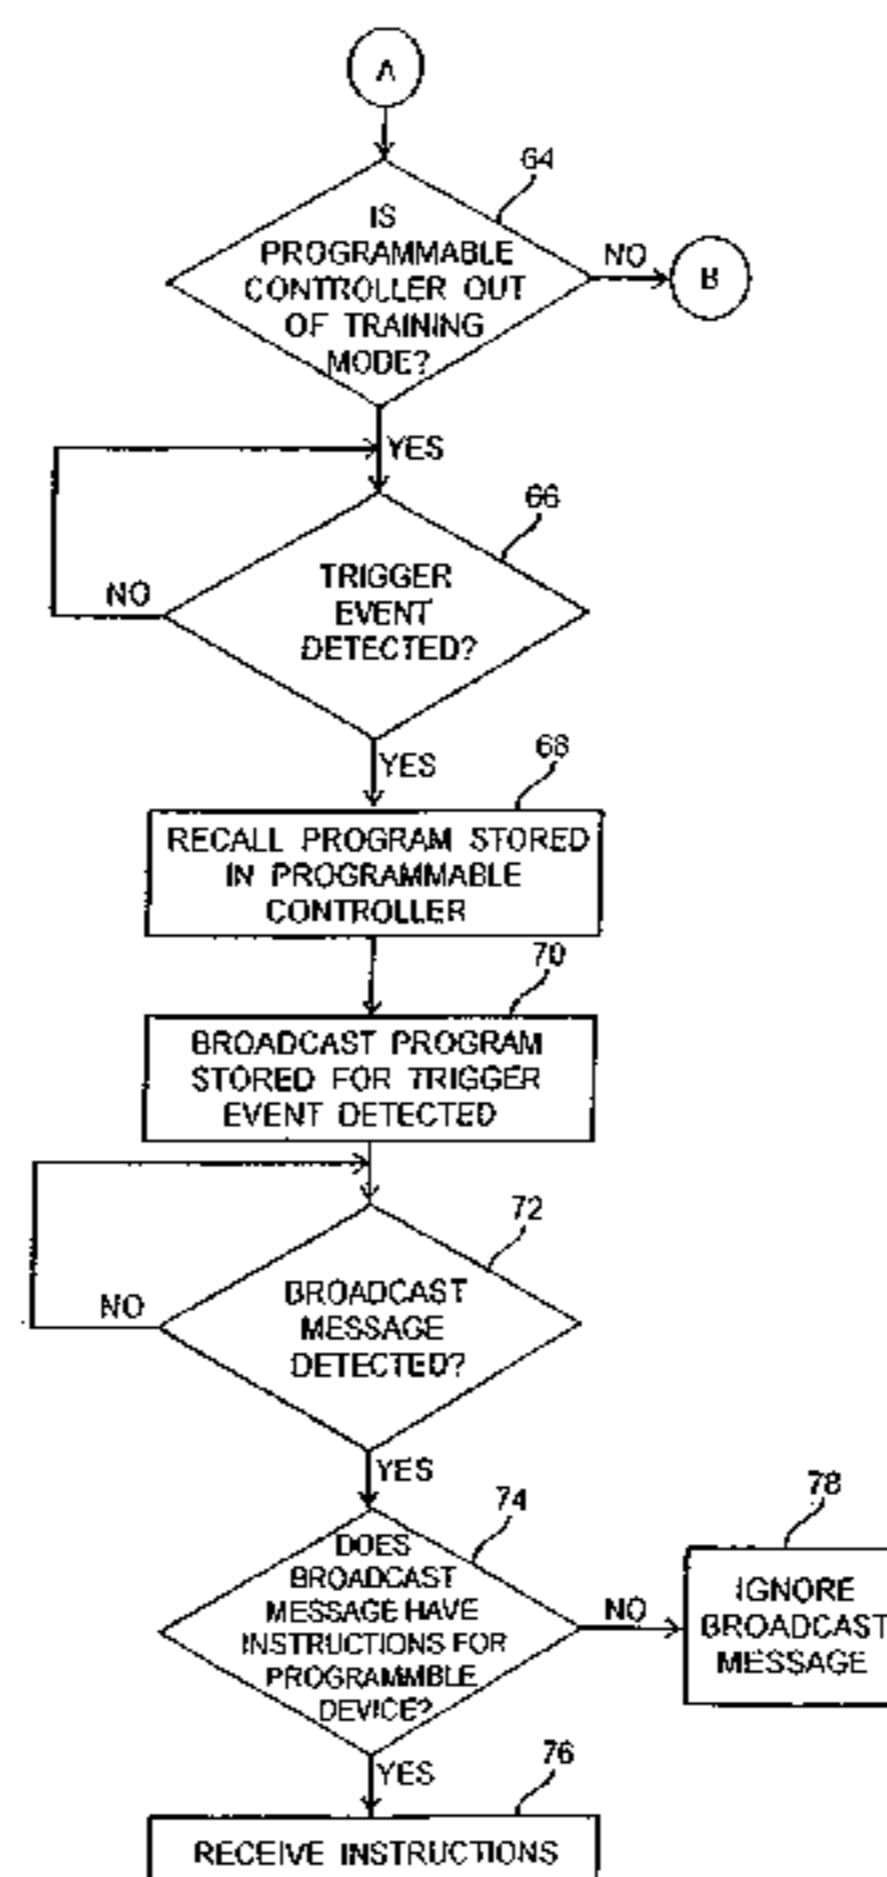 A
64
IS
PROGRAMMABLE
CONTROLLER OUT
OF TRAINING
MODE?
NO
B
YES
66
TRIGGER
EVENT
DETECTED?
NO
YES
68
RECALL PROGRAM STORED
IN PROGRAMMABLE
CONTROLLER
70
BROADCAST PROGRAM
STORED FOR TRIGGER
EVENT DETECTED
72
BROADCAST
MESSAGE
DETECTED?
NO
YES
74
DOES
BROADCAST
MESSAGE HAVE
INSTRUCTIONS FOR
PROGRAMMBLE
DEVICE?
NO
78
IGNORE
BROADCAST
MESSAGE
YES
76
RECEIVE INSTRUCTIONS